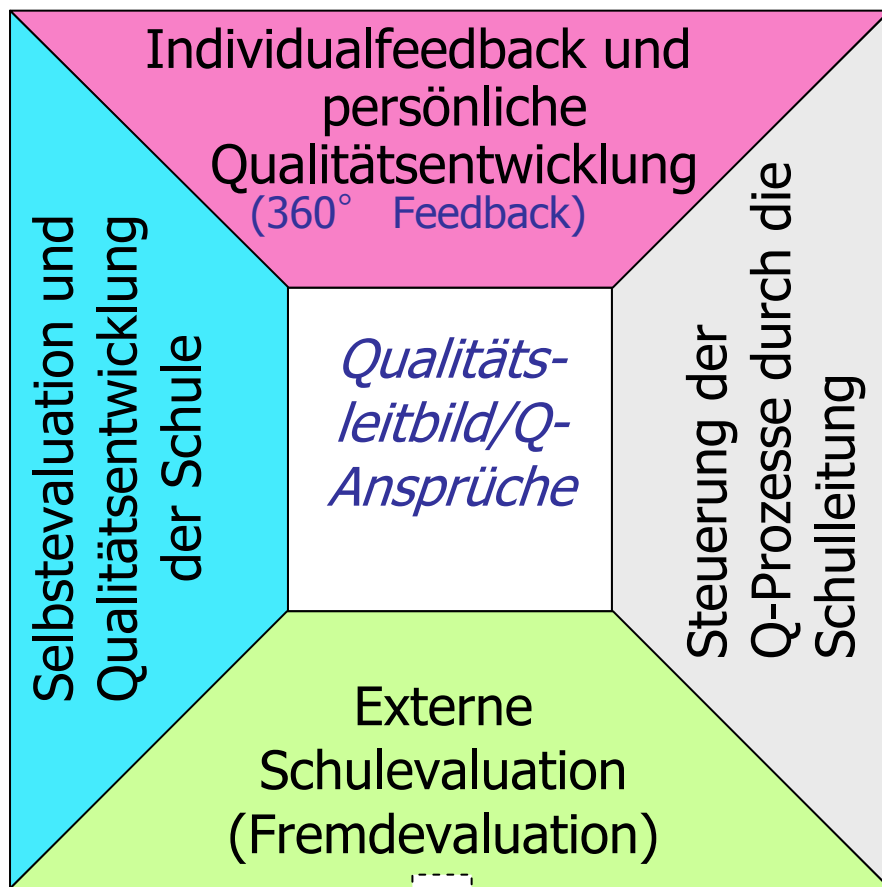 Individualfeedback und
persönliche
Qualitätsentwicklung
(360° Feedback)
Selbstevaluation und
Qualitätsentwicklung
der Schule
Qualitäts-
leitbild/Q-
Ansprüche
Steuerung der
Q-Prozesse durch die
Schulleitung
Externe
Schulevaluation
(Fremdevaluation)